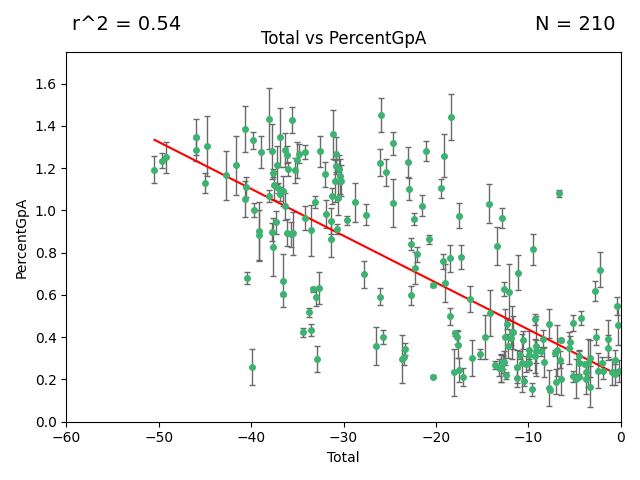 r^2 = 0.54 N = 210
Total vs PercentGpA
1.6
1.4
1.2
1.0
0.8
0.6
0.4
0.2
0.0
PercentGpA
−60 −50 −40 −30 −20 −10 0
Total